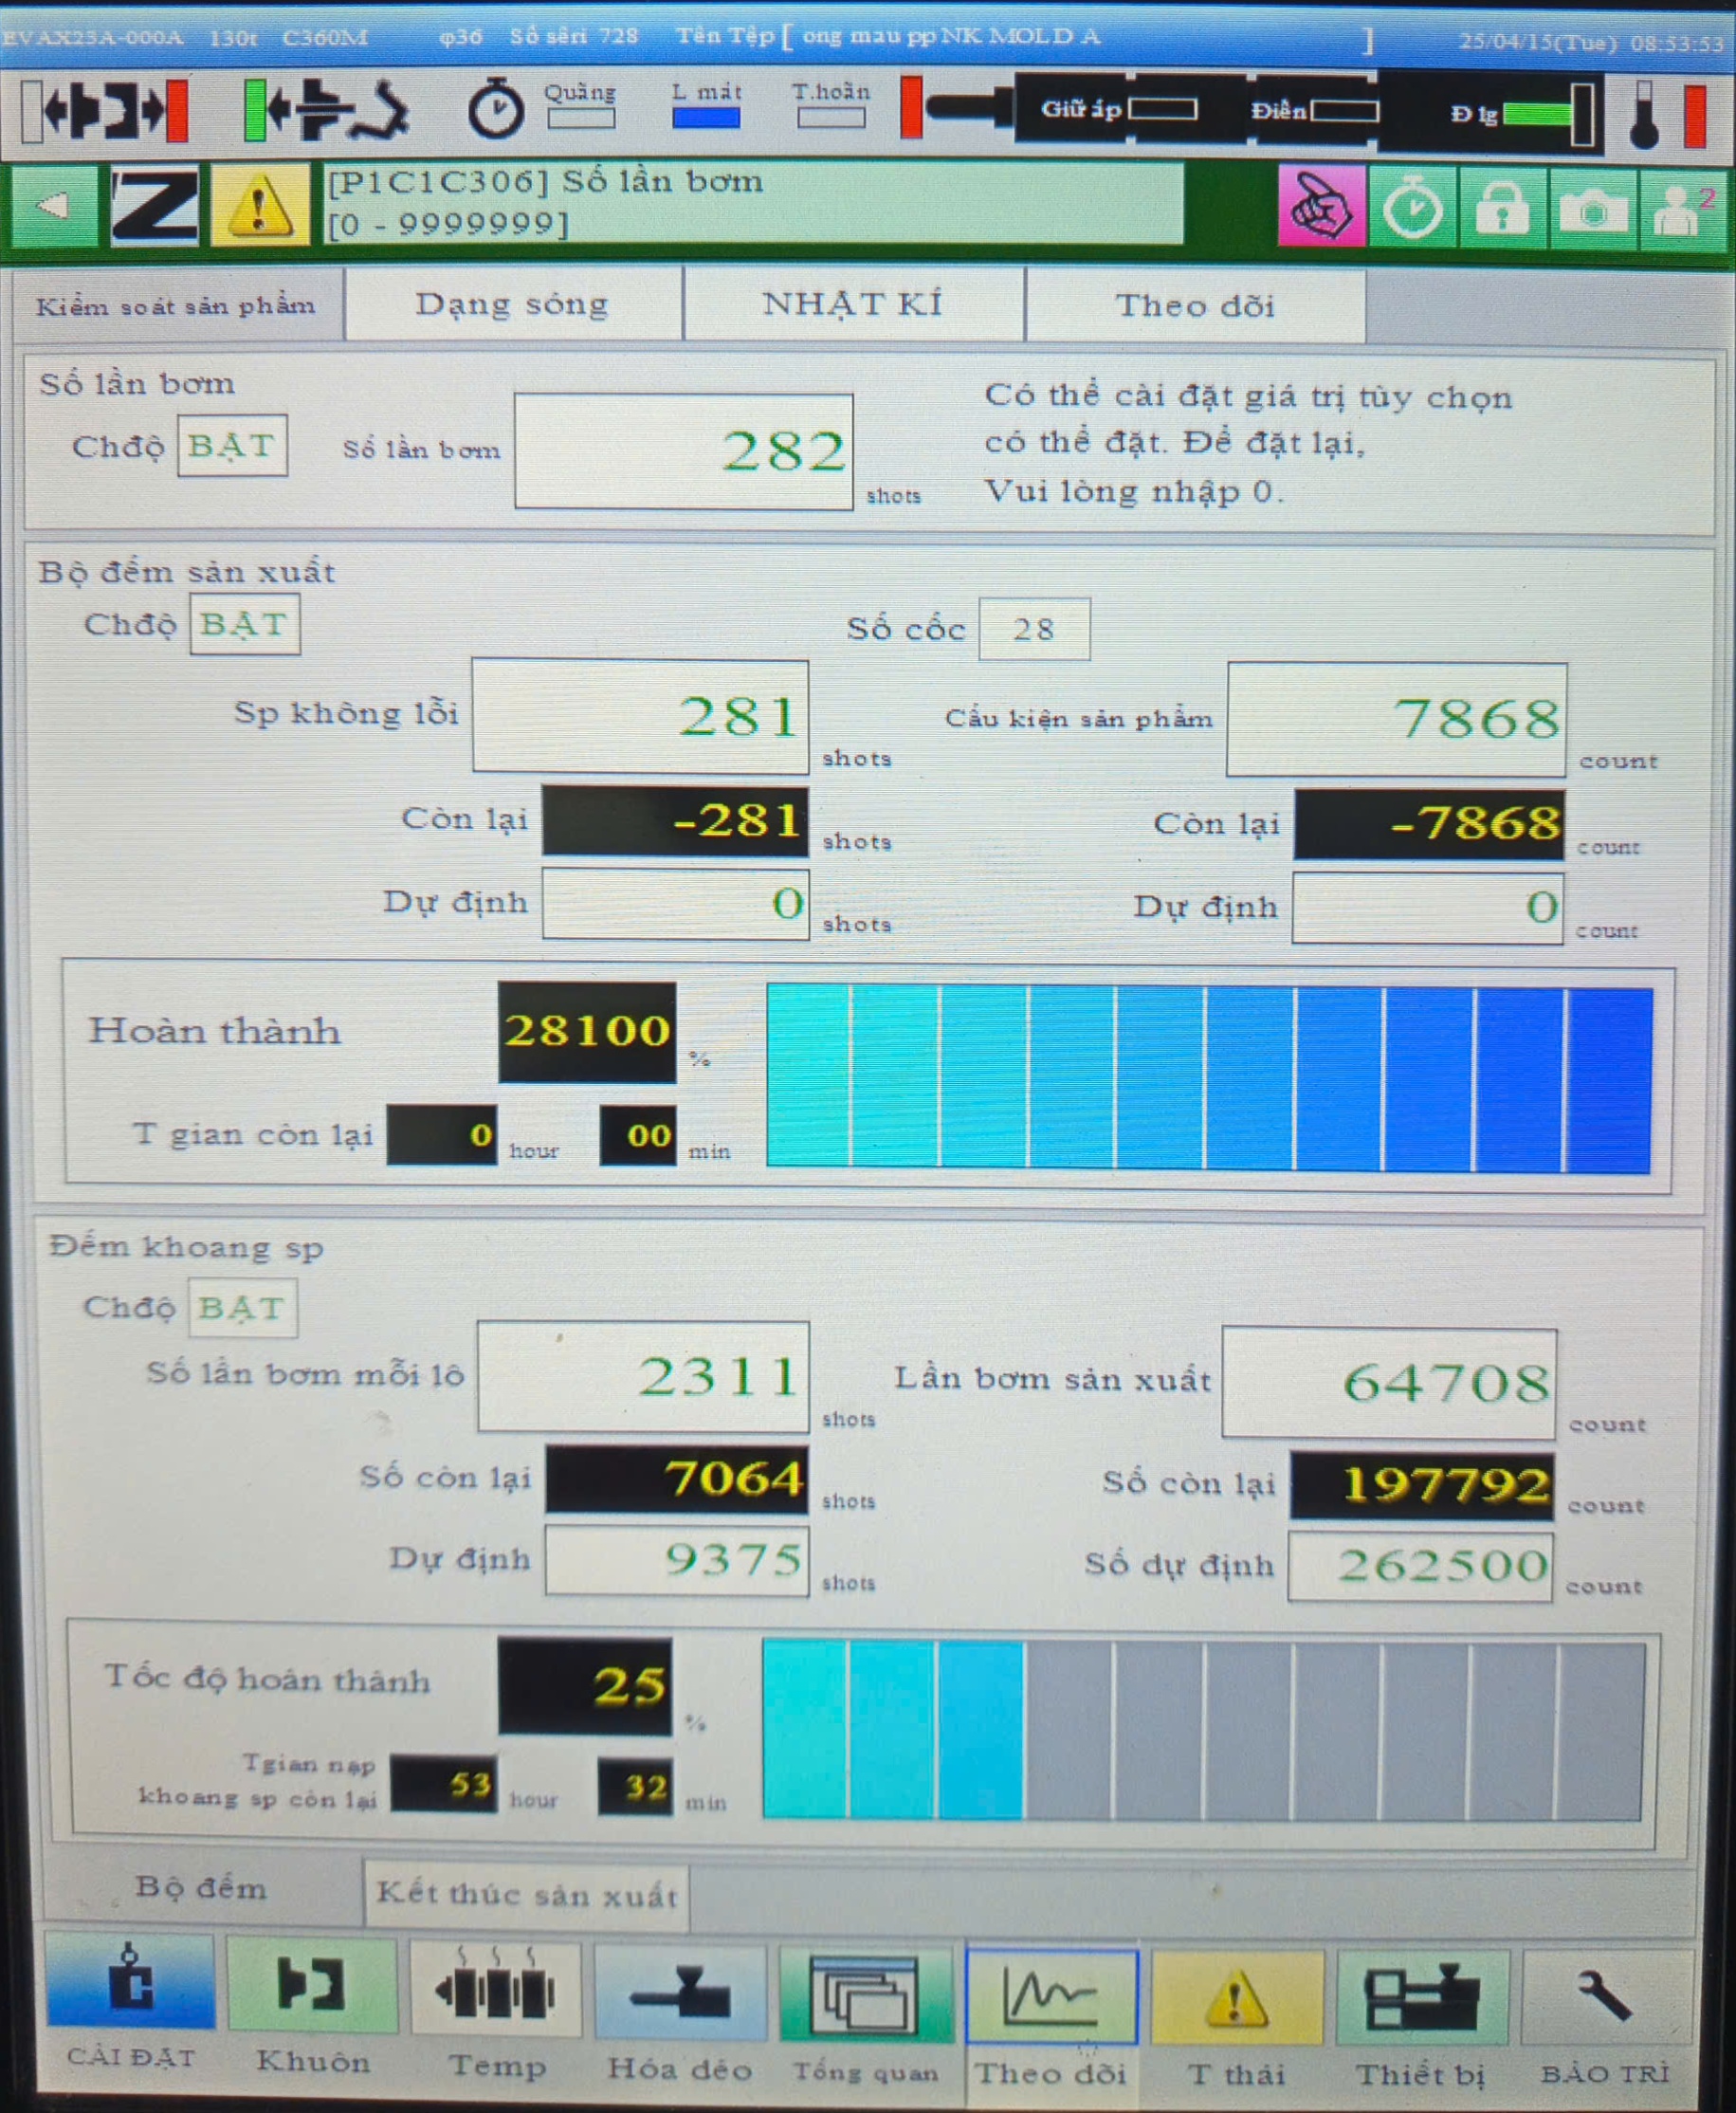 EVAX25A-000A 130t C360M φ36 Số sêri 728 Tên Tệp [ ong mau pp NK MOLD A ] 25/04/15(Tue) 08:53:53
Quãng L mát T.hoãn Giữ áp Điền Đ lg
[P1C1C306] Số lần bơm
[0 - 9999999]
2
Kiểm soát sản phẩm Dạng sóng NHẬT KÍ Theo dõi
Số lần bơm
Chđộ BẬT Số lần bơm 282 shots
Có thể cài đặt giá trị tùy chọn
có thể đặt. Để đặt lại,
Vui lòng nhập 0.
Bộ đếm sản xuất
Chđộ BẬT Số cốc 28
Sp không lỗi 281 shots Cấu kiện sản phẩm 7868 count
Còn lại -281 shots Còn lại -7868 count
Dự định 0 shots Dự định 0 count
Hoàn thành 28100 %
T gian còn lại 0 hour 00 min
Đếm khoang sp
Chđộ BẬT
Số lần bơm mỗi lô 2311 shots Lần bơm sản xuất 64708 count
Số còn lại 7064 shots Số còn lại 197792 count
Dự định 9375 shots Số dự định 262500 count
Tốc độ hoàn thành 25 %
Tgian nạp
khoang sp còn lại 53 hour 32 min
Bộ đếm Kết thúc sản xuất
CÀI ĐẶT Khuôn Temp Hóa dẻo Tổng quan Theo dõi T thái Thiết bị BẢO TRÌ